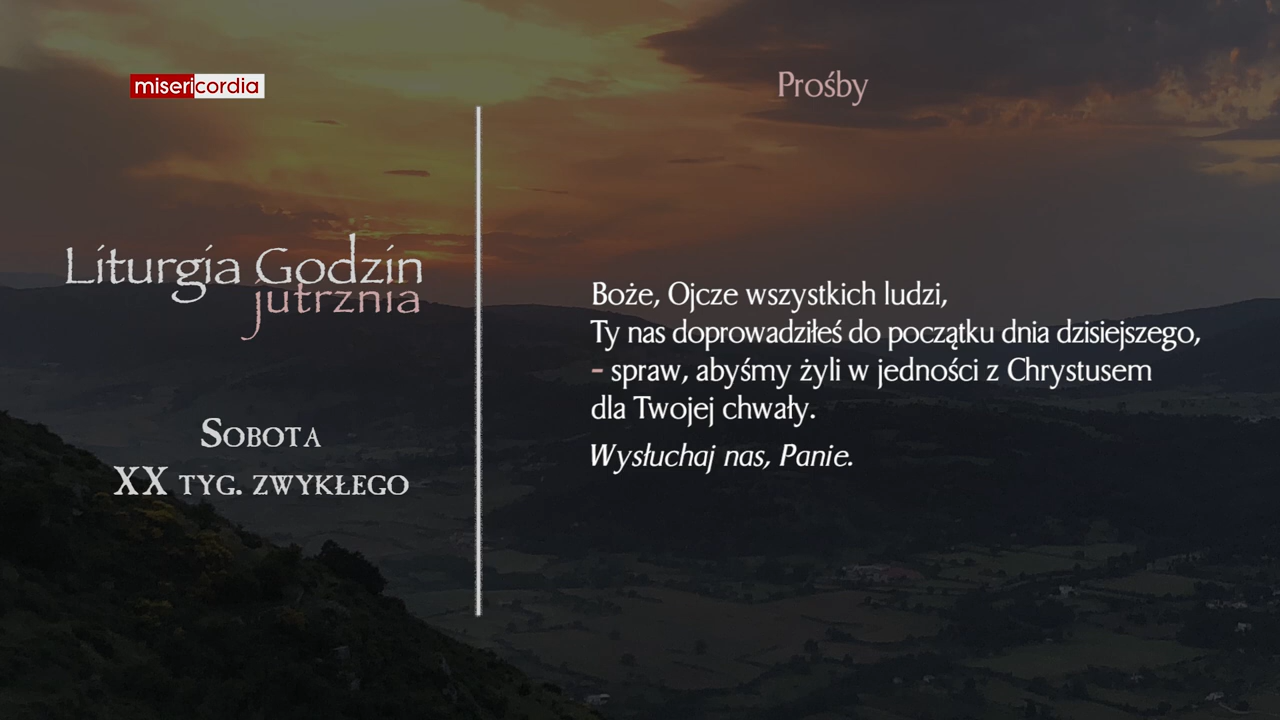 misericordia
Liturgia Godzin
jutrznia
Sobota
XX tyg. zwykłego
Prośby
Boże, Ojcze wszystkich ludzi,
Ty nas doprowadziłeś do początku dnia dzisiejszego,
- spraw, abyśmy żyli w jedności z Chrystusem
dla Twojej chwały.
Wysłuchaj nas, Panie.